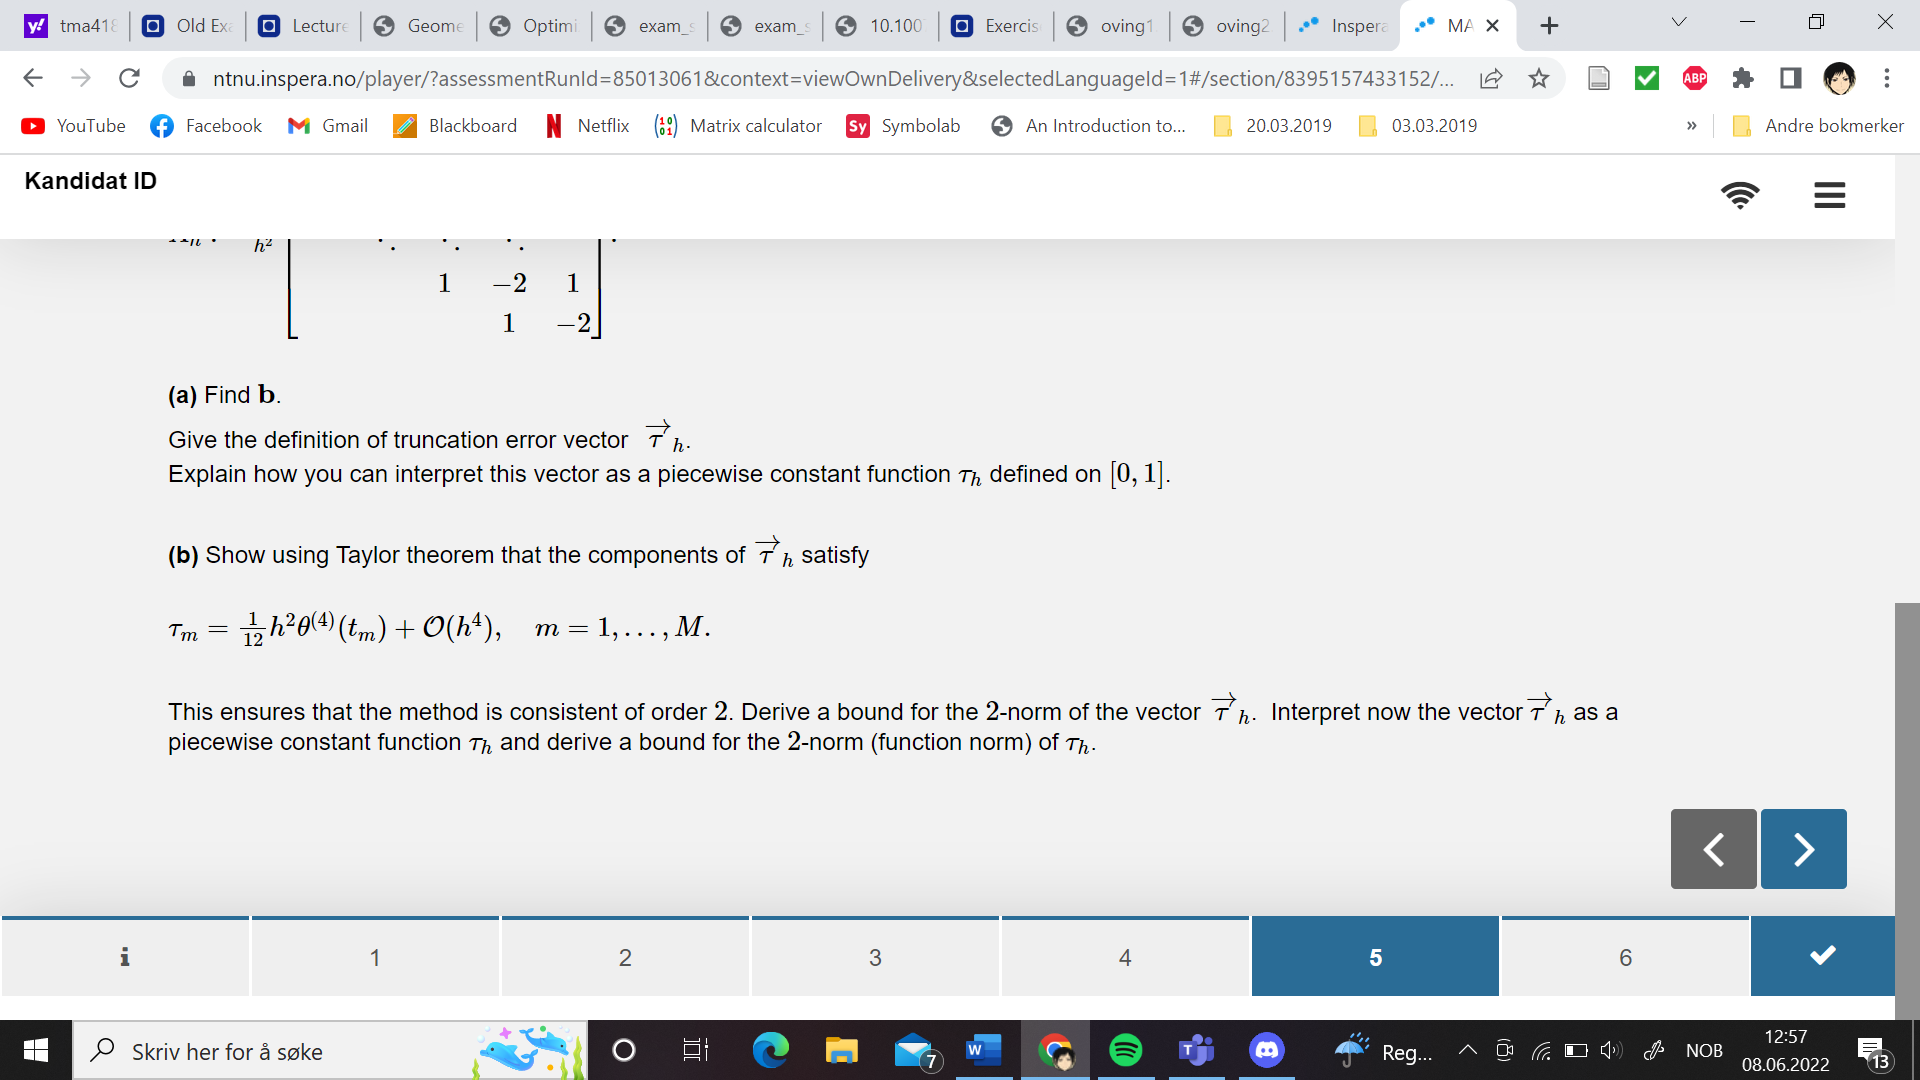 tma418 Old Exa Lecture Geome Optimi exam_s exam_s 10.100 Exercis oving1 oving2 Inspera MA
ntnu.inspera.no/player/?assessmentRunId=85013061&context=viewOwnDelivery&selectedLanguageId=1#/section/8395157433152/...
YouTube Facebook Gmail Blackboard Netflix Matrix calculator Symbolab An Introduction to... 20.03.2019 03.03.2019 » Andre bokmerker
Kandidat ID
h²
1 −2 1
1 −2
(a) Find b.
Give the definition of truncation error vector τ⃗ₕ.
Explain how you can interpret this vector as a piecewise constant function τₕ defined on [0, 1].
(b) Show using Taylor theorem that the components of τ⃗ₕ satisfy
τₘ = 1/12 h²θ⁽⁴⁾(tₘ) + O(h⁴), m = 1, . . . , M.
This ensures that the method is consistent of order 2. Derive a bound for the 2-norm of the vector τ⃗ₕ. Interpret now the vector τ⃗ₕ as a
piecewise constant function τₕ and derive a bound for the 2-norm (function norm) of τₕ.
i 1 2 3 4 5 6
Skriv her for å søke 7 Reg... NOB 12:57
08.06.2022 13